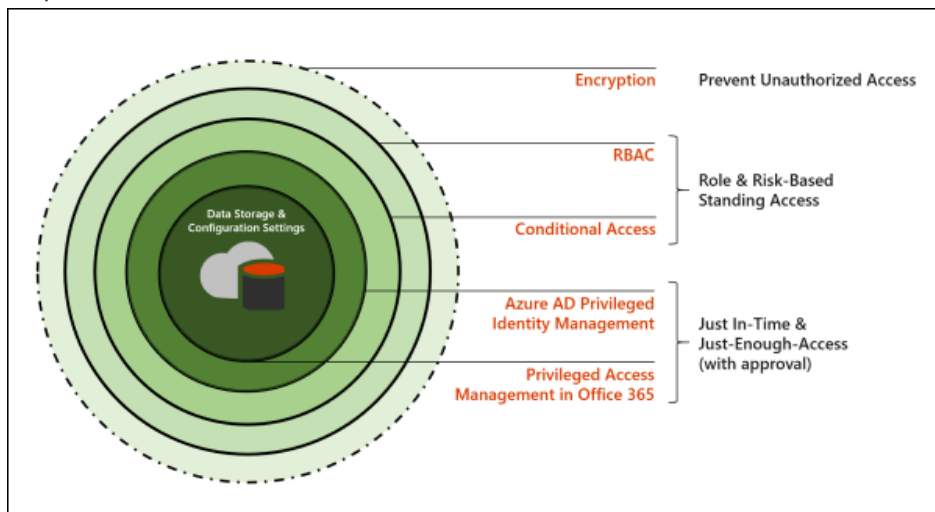 Encryption
Prevent Unauthorized Access
RBAC
Role & Risk-Based
Standing Access
Conditional Access
Data Storage &
Configuration Settings
Azure AD Privileged
Identity Management
Just In-Time &
Just-Enough-Access
(with approval)
Privileged Access
Management in Office 365